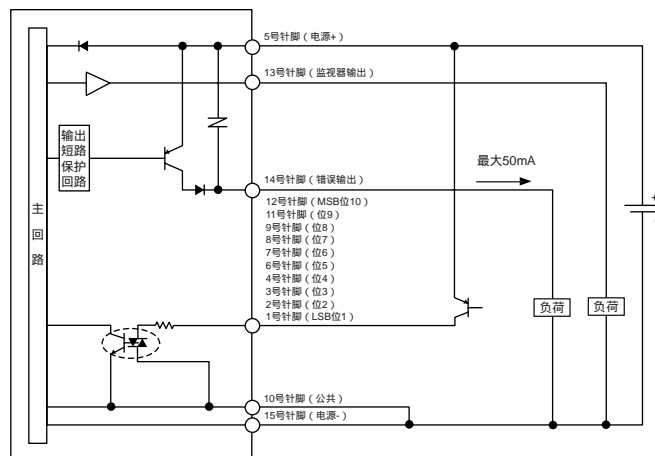 5号针脚（电源+）
13号针脚（监视器输出）
输出
短路
保护
回路
最大50mA
14号针脚（错误输出）
12号针脚（MSB位10）
11号针脚（位9）
9号针脚（位8）
8号针脚（位7）
7号针脚（位6）
6号针脚（位5）
4号针脚（位4）
3号针脚（位3）
2号针脚（位2）
1号针脚（LSB位1）
主
回
路
+
-
负荷
负荷
10号针脚（公共）
15号针脚（电源-）